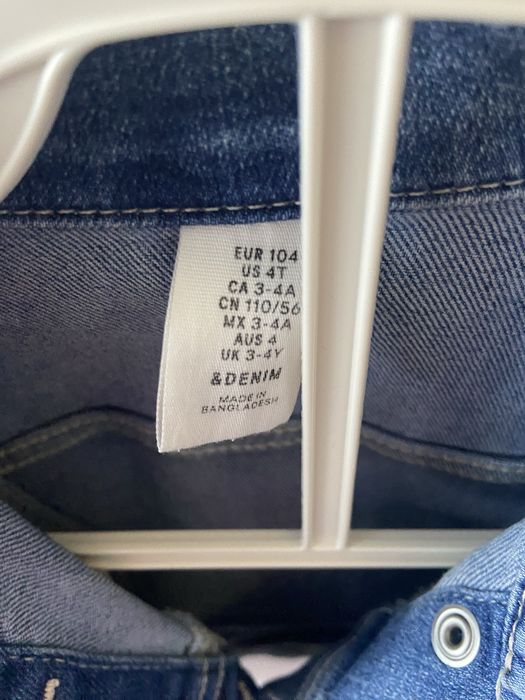 EUR 104
US 4T
CA 3-4A
CN 110/56
MX 3-4A
AUS 4
UK 3-4Y
&DENIM
MADE IN
BANGLADESH